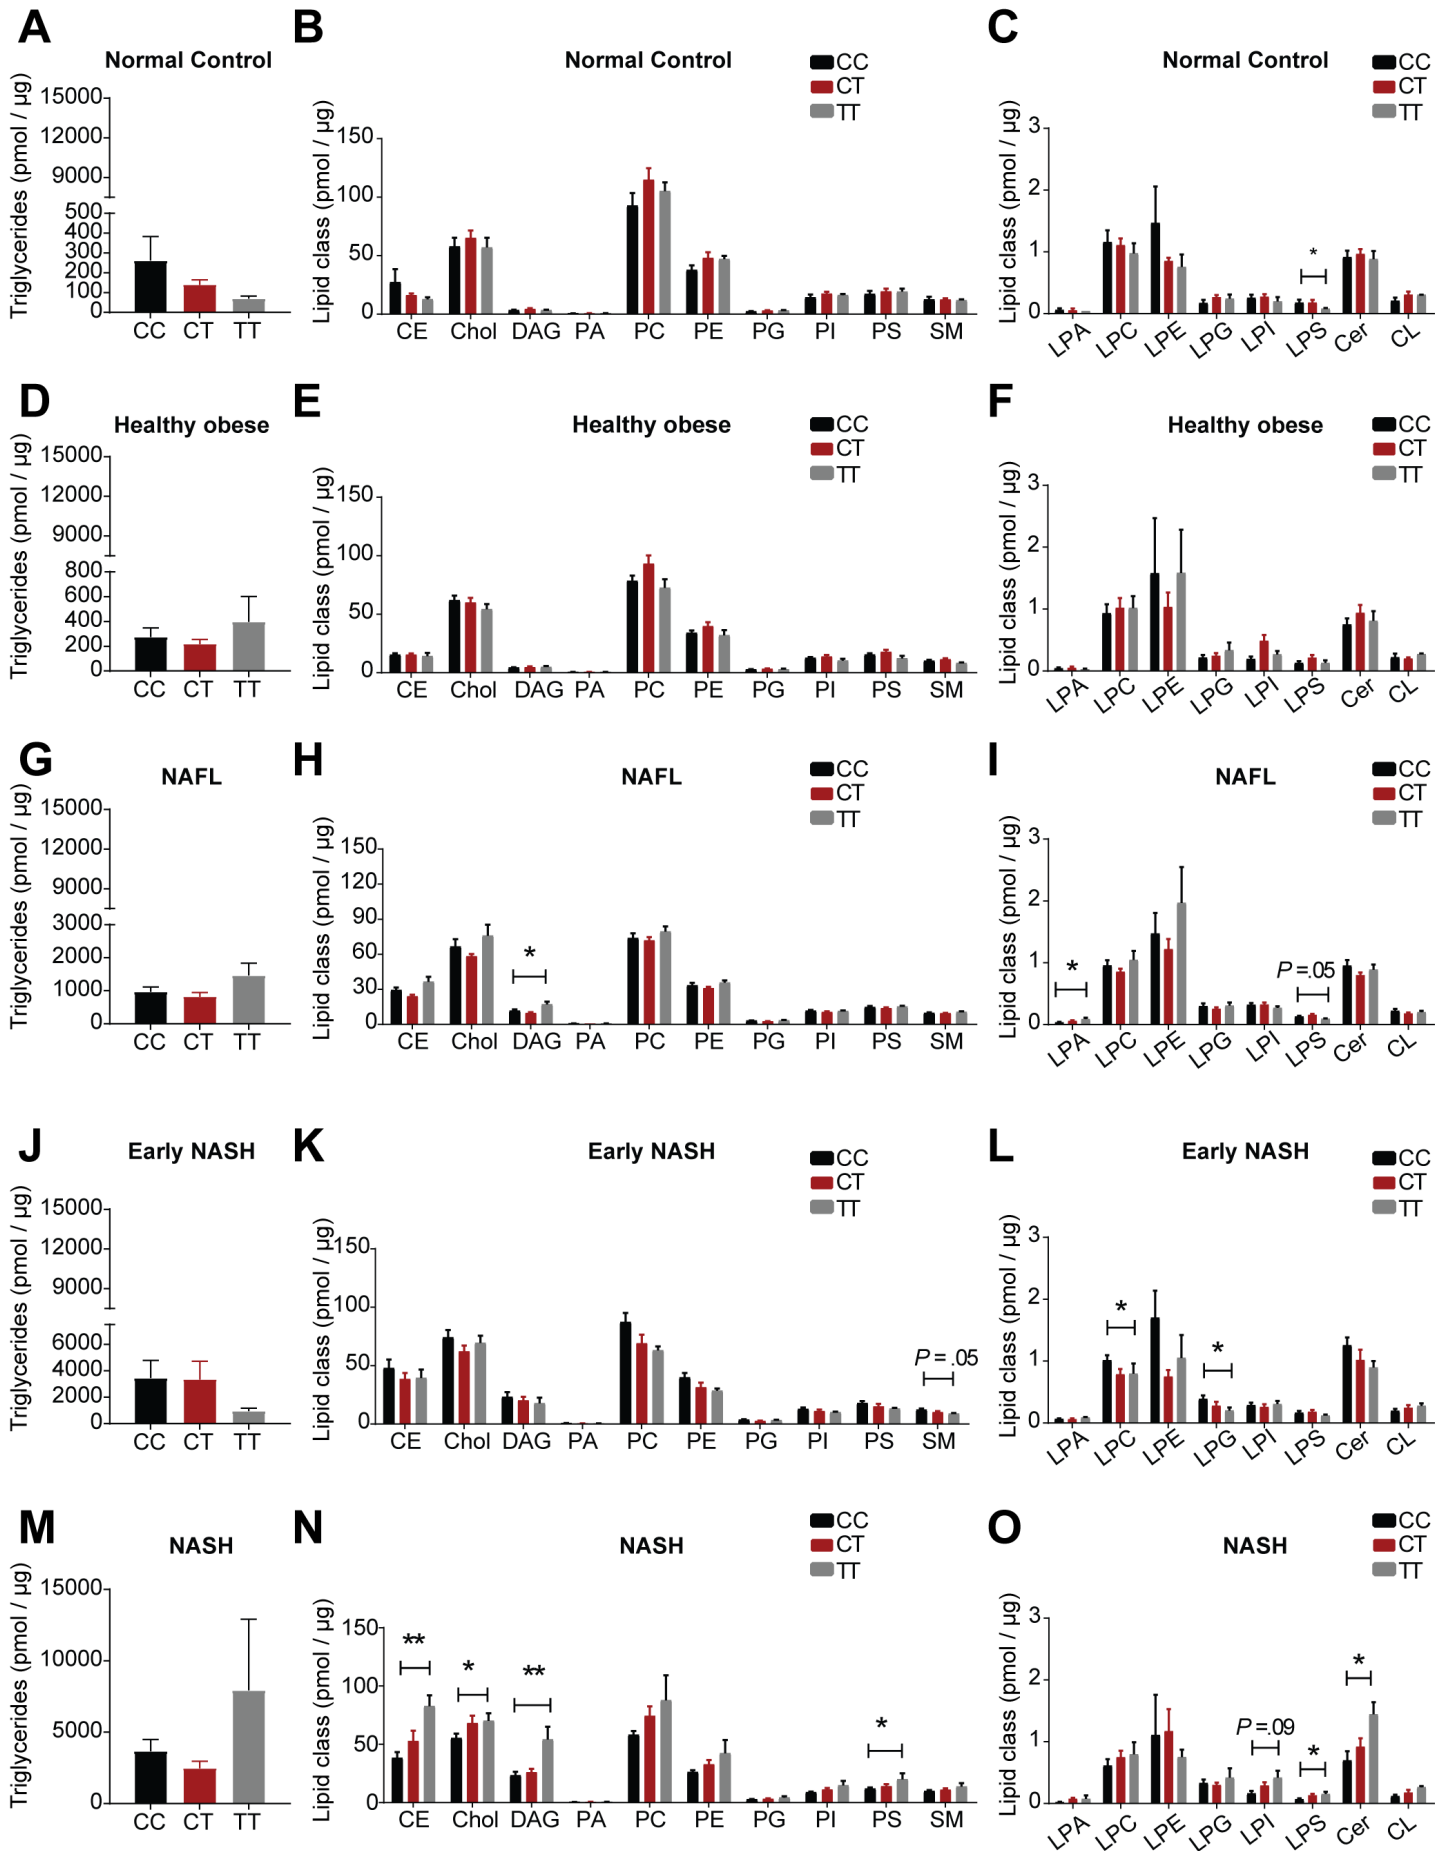 A
Normal Control
Triglycerides (pmol / µg)
15000
12000
9000
500
400
300
200
100
0
CC CT TT
B
Normal Control
CC
CT
TT
Lipid class (pmol / µg)
150
100
50
0
CE Chol DAG PA PC PE PG PI PS SM
C
Normal Control
CC
CT
TT
Lipid class (pmol / µg)
3
2
1
0
*
LPA LPC LPE LPG LPI LPS Cer CL
D
Healthy obese
Triglycerides (pmol / µg)
15000
12000
9000
800
600
400
200
0
CC CT TT
E
Healthy obese
CC
CT
TT
Lipid class (pmol / µg)
150
100
50
0
CE Chol DAG PA PC PE PG PI PS SM
F
Healthy obese
CC
CT
TT
Lipid class (pmol / µg)
3
2
1
0
LPA LPC LPE LPG LPI LPS Cer CL
G
NAFL
Triglycerides (pmol / µg)
15000
12000
9000
3000
2000
1000
0
CC CT TT
H
NAFL
CC
CT
TT
Lipid class (pmol / µg)
150
120
90
60
30
0
*
CE Chol DAG PA PC PE PG PI PS SM
I
NAFL
CC
CT
TT
Lipid class (pmol / µg)
3
2
1
0
*
P=.05
LPA LPC LPE LPG LPI LPS Cer CL
J
Early NASH
Triglycerides (pmol / µg)
15000
12000
9000
6000
4000
2000
0
CC CT TT
K
Early NASH
CC
CT
TT
Lipid class (pmol / µg)
150
100
50
0
P=.05
CE Chol DAG PA PC PE PG PI PS SM
L
Early NASH
CC
CT
TT
Lipid class (pmol / µg)
3
2
1
0
*
*
LPA LPC LPE LPG LPI LPS Cer CL
M
NASH
Triglycerides (pmol / µg)
15000
10000
5000
0
CC CT TT
N
NASH
CC
CT
TT
Lipid class (pmol / µg)
150
100
50
0
** * ** *
CE Chol DAG PA PC PE PG PI PS SM
O
NASH
CC
CT
TT
Lipid class (pmol / µg)
3
2
1
0
P=.09 * *
LPA LPC LPE LPG LPI LPS Cer CL